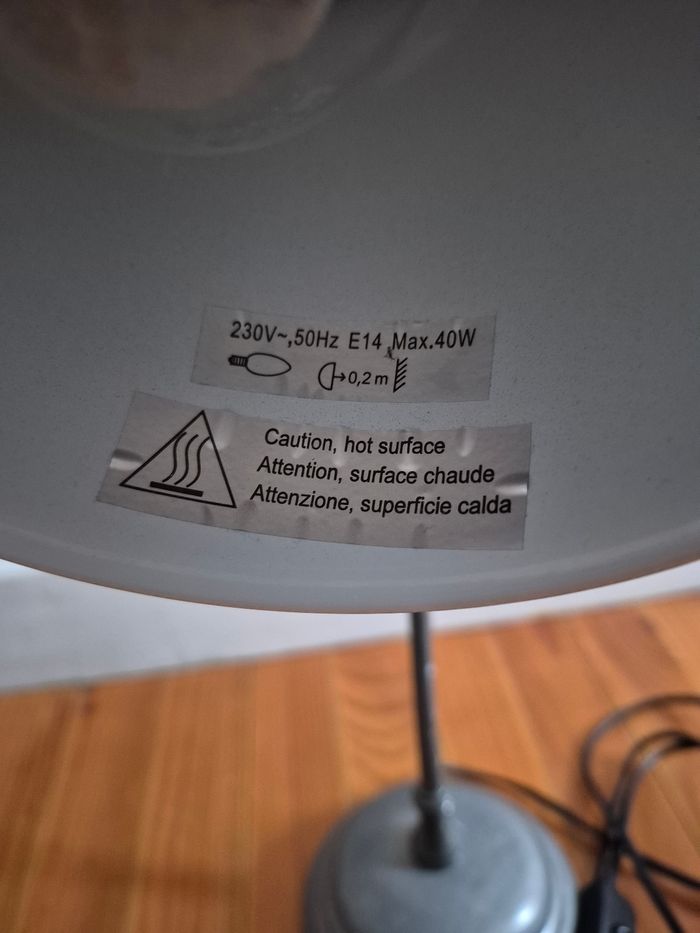 230V~,50Hz E14 Max.40W
0,2 m
Caution, hot surface
Attention, surface chaude
Attenzione, superficie calda